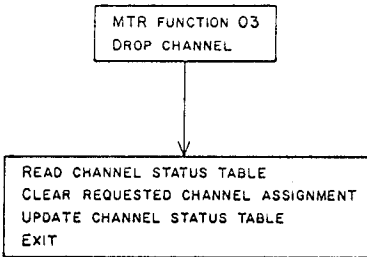 MTR FUNCTION 03
DROP CHANNEL
READ CHANNEL STATUS TABLE
CLEAR REQUESTED CHANNEL ASSIGNMENT
UPDATE CHANNEL STATUS TABLE
EXIT